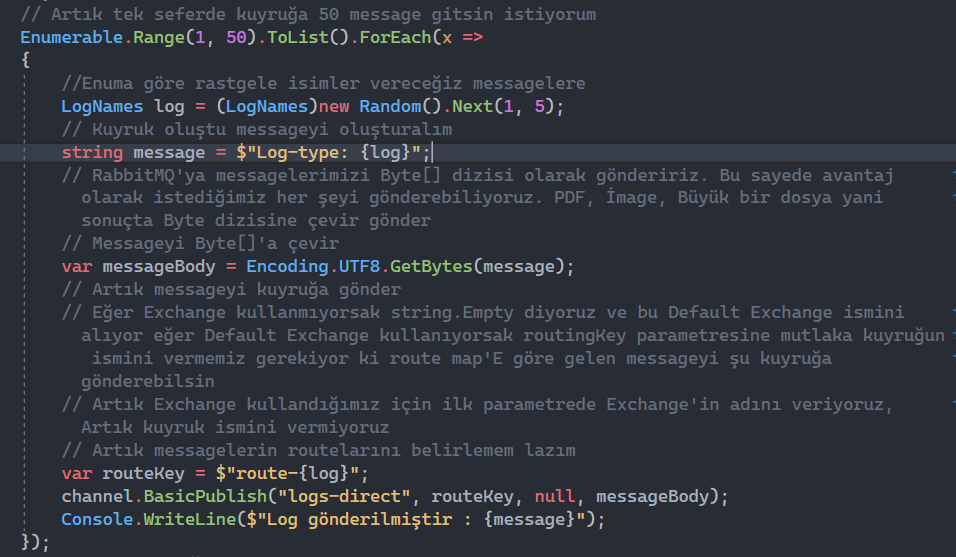 // Artık tek seferde kuyruğa 50 message gitsin istiyorum
Enumerable.Range(1, 50).ToList().ForEach(x =>
{
//Enuma göre rastgele isimler vereceğiz messagelere
LogNames log = (LogNames)new Random().Next(1, 5);
// Kuyruk oluştu messageyi oluşturalım
string message = $"Log-type: {log}";
// RabbitMQ'ya messagelerimizi Byte[] dizisi olarak göndeririz. Bu sayede avantaj
olarak istediğimiz her şeyi gönderebiliyoruz. PDF, İmage, Büyük bir dosya yani
sonuçta Byte dizisine çevir gönder
// Messageyi Byte[]'a çevir
var messageBody = Encoding.UTF8.GetBytes(message);
// Artık messageyi kuyruğa gönder
// Eğer Exchange kullanmıyorsak string.Empty diyoruz ve bu Default Exchange ismini
alıyor eğer Default Exchange kullanıyorsak routingKey parametresine mutlaka kuyruğun
ismini vermemiz gerekiyor ki route map'E göre gelen messageyi şu kuyruğa
gönderebilsin
// Artık Exchange kullandığımız için ilk parametrede Exchange'in adını veriyoruz,
Artık kuyruk ismini vermiyoruz
// Artık messagelerin routelarını belirlemem lazım
var routeKey = $"route-{log}";
channel.BasicPublish("logs-direct", routeKey, null, messageBody);
Console.WriteLine($"Log gönderilmiştir : {message}");
});